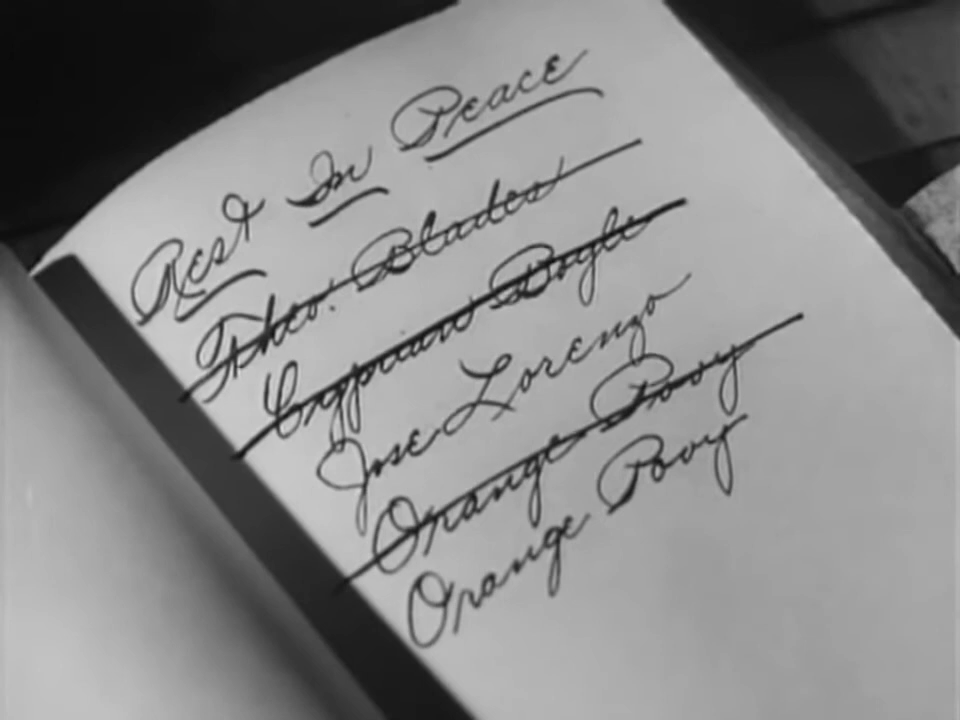 Rest In Peace
Theo. Blades
Cyprian Bogle
Jose Lorenzo
Orange Povy
Orange Povy